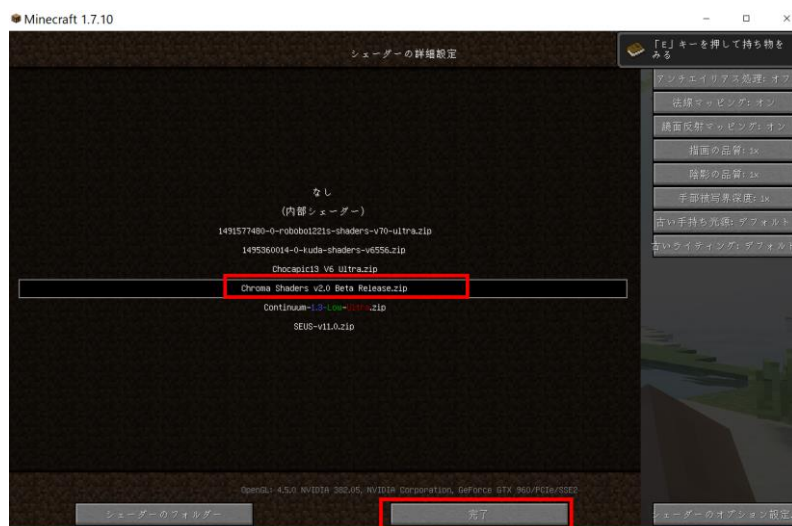 Minecraft 1.7.10
シェーダーの詳細設定
「E」キーを押して持ち物を
みる
アンチエイリアス処理: オフ
法線マッピング: オン
鏡面反射マッピング: オン
描画の品質: 1x
陰影の品質: 1x
手部被写界深度: 1x
古い手持ち光源: デフォルト
古いライティング: デフォルト
なし
(内部シェーダー)
1491577480-0-robobo1221s-shaders-v70-ultra.zip
1495360014-0-kuda-shaders-v6556.zip
Chocapic13 V6 Ultra.zip
Chroma Shaders v2.0 Beta Release.zip
Continuum-1.3-Low-Ultra.zip
SEUS-v11.0.zip
OpenGL: 4.5.0 NVIDIA 382.05, NVIDIA Corporation, GeForce GTX 960/PCIe/SSE2
シェーダーのフォルダー
完了
シェーダーのオプション設定